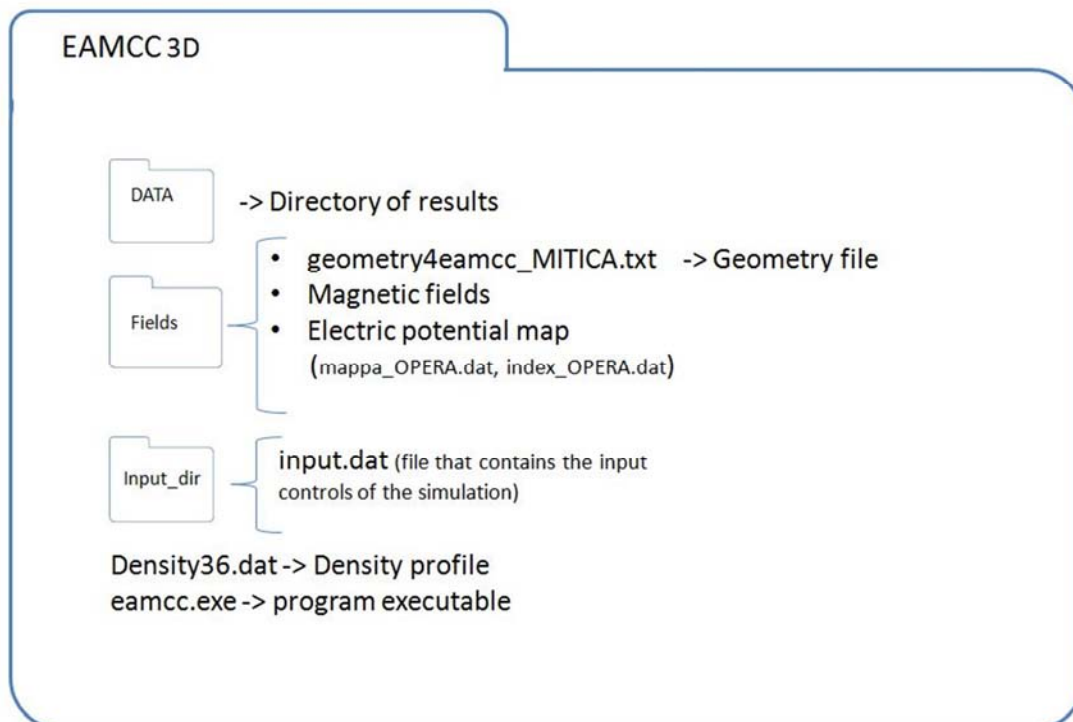 EAMCC 3D
DATA
-> Directory of results
Fields
• geometry4eamcc_MITICA.txt -> Geometry file
• Magnetic fields
• Electric potential map
(mappa_OPERA.dat, index_OPERA.dat)
Input_dir
input.dat (file that contains the input
controls of the simulation)
Density36.dat -> Density profile
eamcc.exe -> program executable